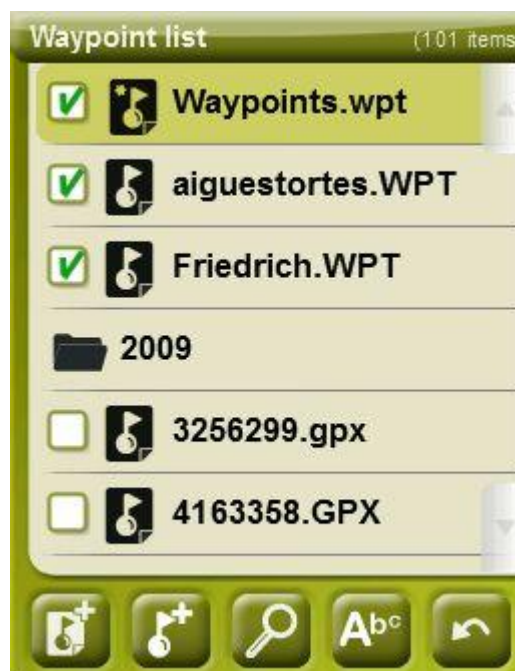 Waypoint list (101 items
Waypoints.wpt
aiguestortes.WPT
Friedrich.WPT
2009
3256299.gpx
4163358.GPX
Abc